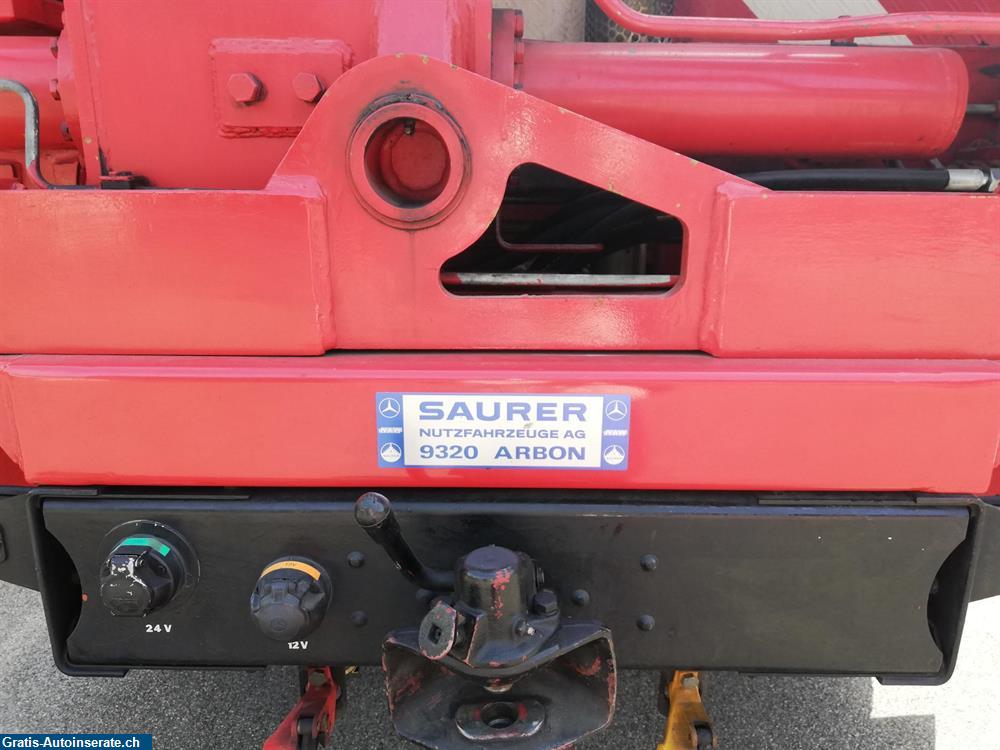 SAURER
NUTZFAHRZEUGE AG
9320 ARBON
24 V
12V
Gratis-Autoinserate.ch